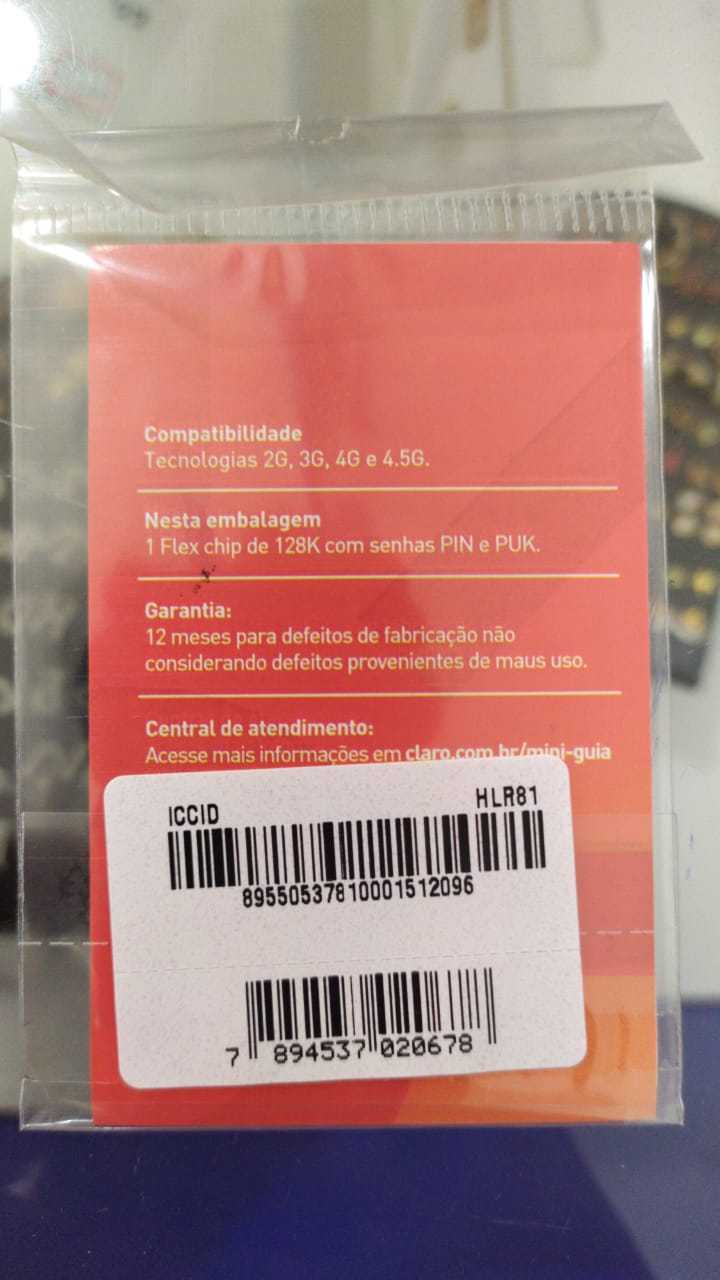 Compatibilidade
Tecnologias 2G, 3G, 4G e 4.5G.
Nesta embalagem
1 Flex chip de 128K com senhas PIN e PUK.
Garantia:
12 meses para defeitos de fabricação não
considerando defeitos provenientes de maus uso.
Central de atendimento:
Acesse mais informações em claro.com.br/mini-guia
ICCID HLR81
89550537810001512096
7 894537 020678